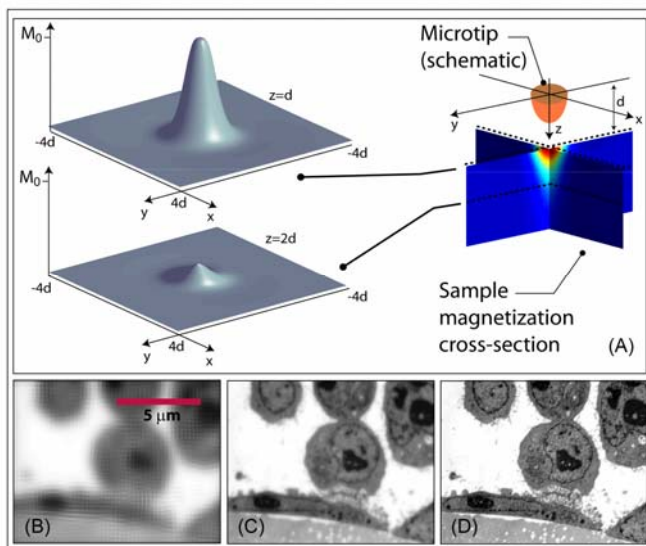 M₀
z=d
-4d
-4d
y
4d
x
M₀
z=2d
-4d
-4d
y
4d
x
Microtip
(schematic)
d
y
x
z
Sample
magnetization
cross-section
(A)
5 μm
(B)
(C)
(D)